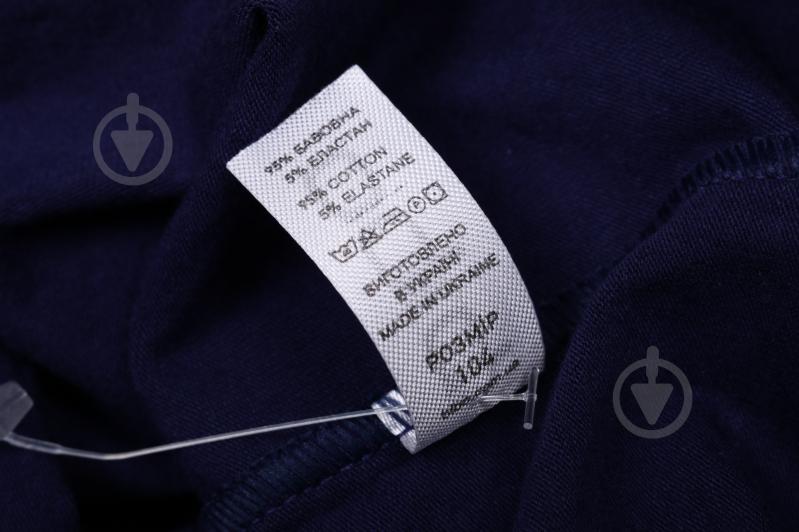 95% БАВОВНА
5% ЕЛАСТАН
95% COTTON
5% ELASTANE
ВИГОТОВЛЕНО
В УКРАЇНІ
MADE IN UKRAINE
РОЗМІР
104